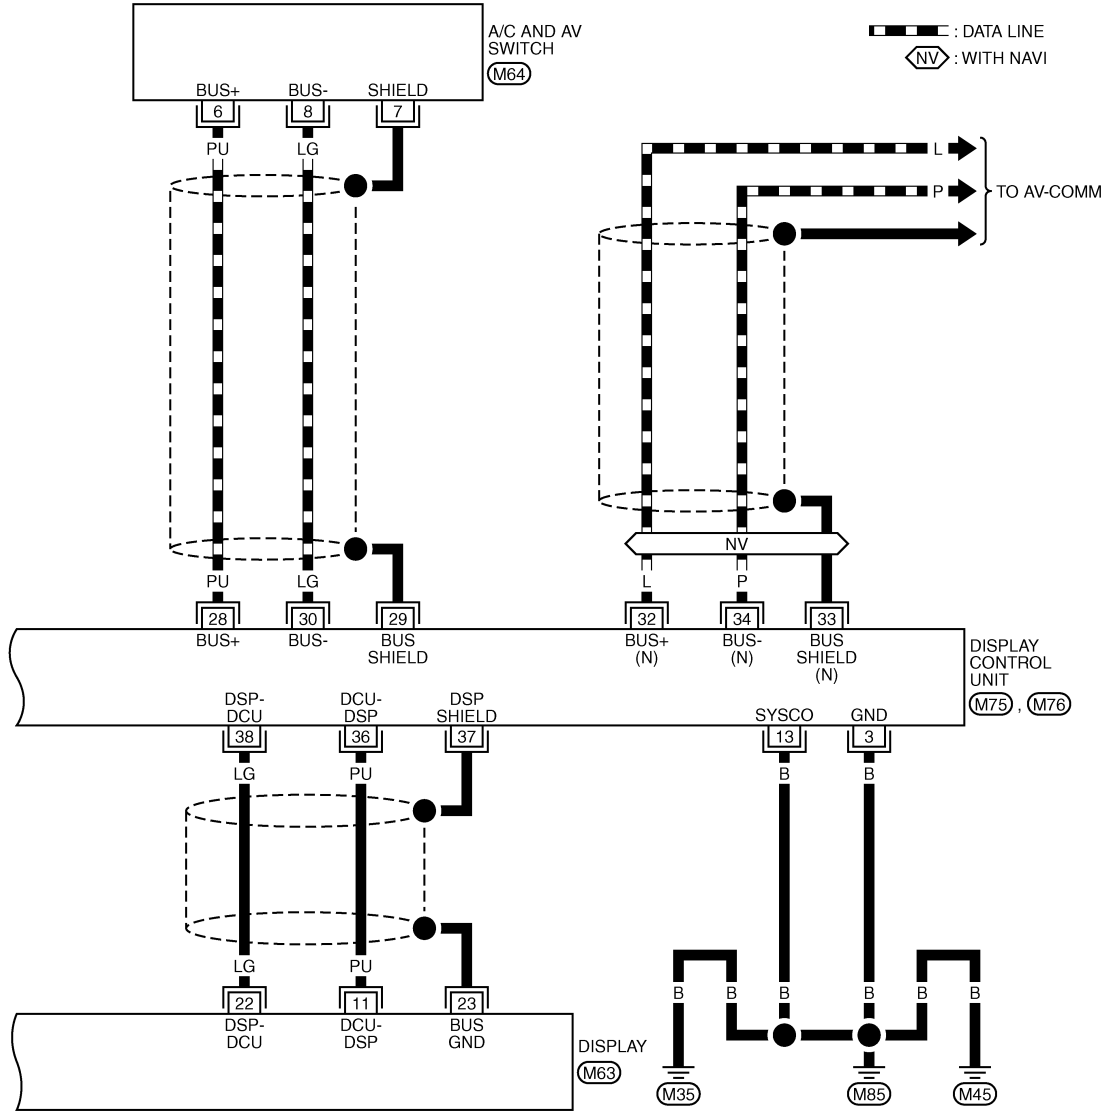 A/C AND AV
SWITCH
M64
: DATA LINE
NV : WITH NAVI
BUS+ BUS- SHIELD
6 8 7
PU LG
L
P
TO AV-COMM
NV
PU LG L P
28 30 29 32 34 33
BUS+ BUS- BUS
SHIELD
BUS+
(N)
BUS-
(N)
BUS
SHIELD
(N)
DISPLAY
CONTROL
UNIT
M75 , M76
DSP-
DCU
DCU-
DSP
DSP
SHIELD
SYSCO GND
38 36 37 13 3
LG PU B B
LG PU
B B B B B B
22 11 23
DSP-
DCU
DCU-
DSP
BUS
GND
DISPLAY
M63
M35 M85 M45